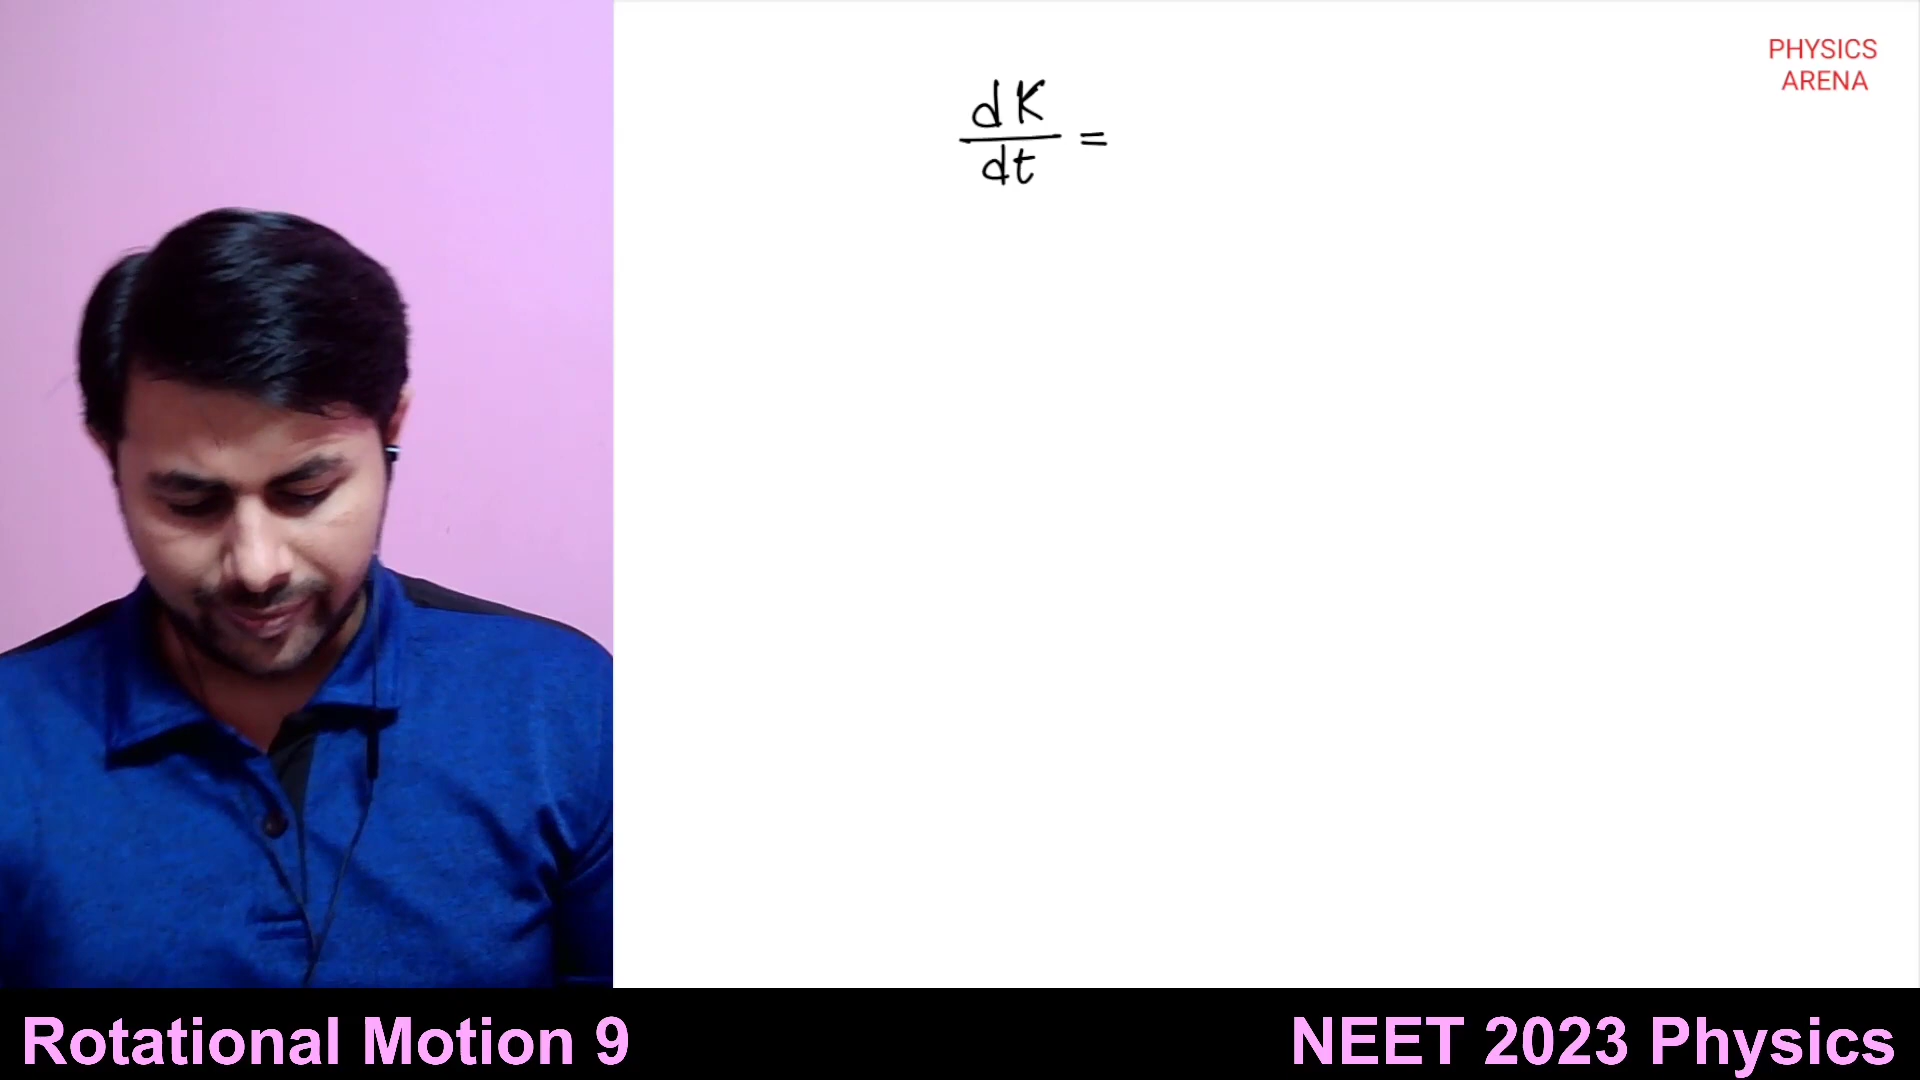 PHYSICS
ARENA
dK
dt =
Rotational Motion 9
NEET 2023 Physics